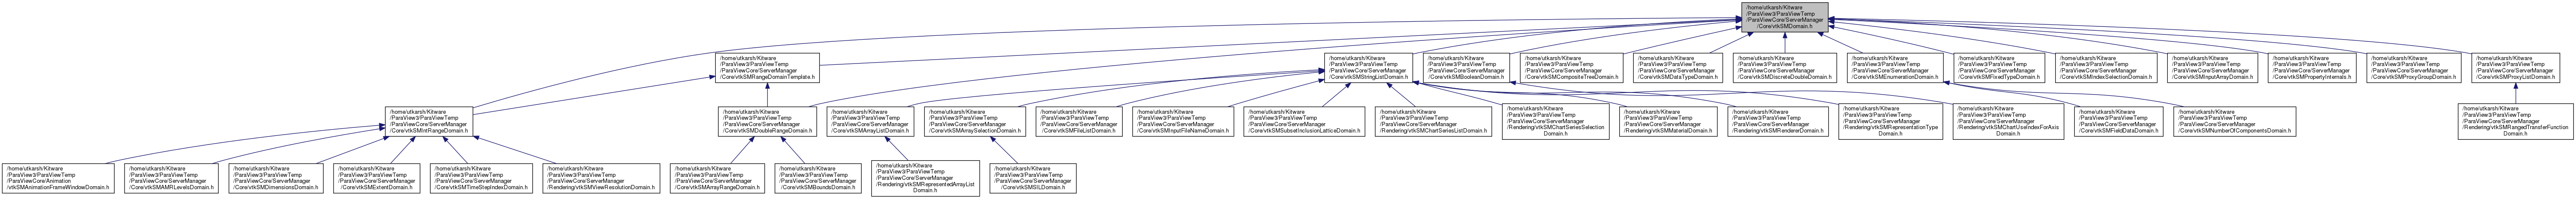 /home/utkarsh/Kitware
/ParaView3/ParaViewTemp
/ParaViewCore/ServerManager
/Core/vtkSMDomain.h
/home/utkarsh/Kitware
/ParaView3/ParaViewTemp
/ParaViewCore/ServerManager
/Core/vtkSMRangeDomainTemplate.h
/home/utkarsh/Kitware
/ParaView3/ParaViewTemp
/ParaViewCore/ServerManager
/Core/vtkSMStringListDomain.h
/home/utkarsh/Kitware
/ParaView3/ParaViewTemp
/ParaViewCore/ServerManager
/Core/vtkSMBooleanDomain.h
/home/utkarsh/Kitware
/ParaView3/ParaViewTemp
/ParaViewCore/ServerManager
/Core/vtkSMCompositeTreeDomain.h
/home/utkarsh/Kitware
/ParaView3/ParaViewTemp
/ParaViewCore/ServerManager
/Core/vtkSMDataTypeDomain.h
/home/utkarsh/Kitware
/ParaView3/ParaViewTemp
/ParaViewCore/ServerManager
/Core/vtkSMDiscreteDoubleDomain.h
/home/utkarsh/Kitware
/ParaView3/ParaViewTemp
/ParaViewCore/ServerManager
/Core/vtkSMEnumerationDomain.h
/home/utkarsh/Kitware
/ParaView3/ParaViewTemp
/ParaViewCore/ServerManager
/Core/vtkSMFixedTypeDomain.h
/home/utkarsh/Kitware
/ParaView3/ParaViewTemp
/ParaViewCore/ServerManager
/Core/vtkSMIndexSelectionDomain.h
/home/utkarsh/Kitware
/ParaView3/ParaViewTemp
/ParaViewCore/ServerManager
/Core/vtkSMInputArrayDomain.h
/home/utkarsh/Kitware
/ParaView3/ParaViewTemp
/ParaViewCore/ServerManager
/Core/vtkSMPropertyInternals.h
/home/utkarsh/Kitware
/ParaView3/ParaViewTemp
/ParaViewCore/ServerManager
/Core/vtkSMProxyGroupDomain.h
/home/utkarsh/Kitware
/ParaView3/ParaViewTemp
/ParaViewCore/ServerManager
/Core/vtkSMProxyListDomain.h
/home/utkarsh/Kitware
/ParaView3/ParaViewTemp
/ParaViewCore/ServerManager
/Core/vtkSMIntRangeDomain.h
/home/utkarsh/Kitware
/ParaView3/ParaViewTemp
/ParaViewCore/ServerManager
/Core/vtkSMDoubleRangeDomain.h
/home/utkarsh/Kitware
/ParaView3/ParaViewTemp
/ParaViewCore/ServerManager
/Core/vtkSMArrayListDomain.h
/home/utkarsh/Kitware
/ParaView3/ParaViewTemp
/ParaViewCore/ServerManager
/Core/vtkSMArraySelectionDomain.h
/home/utkarsh/Kitware
/ParaView3/ParaViewTemp
/ParaViewCore/ServerManager
/Core/vtkSMFileListDomain.h
/home/utkarsh/Kitware
/ParaView3/ParaViewTemp
/ParaViewCore/ServerManager
/Core/vtkSMInputFileNameDomain.h
/home/utkarsh/Kitware
/ParaView3/ParaViewTemp
/ParaViewCore/ServerManager
/Core/vtkSMSubsetInclusionLatticeDomain.h
/home/utkarsh/Kitware
/ParaView3/ParaViewTemp
/ParaViewCore/ServerManager
/Rendering/vtkSMChartSeriesListDomain.h
/home/utkarsh/Kitware
/ParaView3/ParaViewTemp
/ParaViewCore/ServerManager
/Rendering/vtkSMChartSeriesSelection
Domain.h
/home/utkarsh/Kitware
/ParaView3/ParaViewTemp
/ParaViewCore/ServerManager
/Rendering/vtkSMMaterialDomain.h
/home/utkarsh/Kitware
/ParaView3/ParaViewTemp
/ParaViewCore/ServerManager
/Rendering/vtkSMRendererDomain.h
/home/utkarsh/Kitware
/ParaView3/ParaViewTemp
/ParaViewCore/ServerManager
/Rendering/vtkSMRepresentationType
Domain.h
/home/utkarsh/Kitware
/ParaView3/ParaViewTemp
/ParaViewCore/ServerManager
/Rendering/vtkSMChartUseIndexForAxis
Domain.h
/home/utkarsh/Kitware
/ParaView3/ParaViewTemp
/ParaViewCore/ServerManager
/Core/vtkSMFieldDataDomain.h
/home/utkarsh/Kitware
/ParaView3/ParaViewTemp
/ParaViewCore/ServerManager
/Core/vtkSMNumberOfComponentsDomain.h
/home/utkarsh/Kitware
/ParaView3/ParaViewTemp
/ParaViewCore/ServerManager
/Rendering/vtkSMRangedTransferFunction
Domain.h
/home/utkarsh/Kitware
/ParaView3/ParaViewTemp
/ParaViewCore/Animation
/vtkSMAnimationFrameWindowDomain.h
/home/utkarsh/Kitware
/ParaView3/ParaViewTemp
/ParaViewCore/ServerManager
/Core/vtkSMAMRLevelsDomain.h
/home/utkarsh/Kitware
/ParaView3/ParaViewTemp
/ParaViewCore/ServerManager
/Core/vtkSMDimensionsDomain.h
/home/utkarsh/Kitware
/ParaView3/ParaViewTemp
/ParaViewCore/ServerManager
/Core/vtkSMExtentDomain.h
/home/utkarsh/Kitware
/ParaView3/ParaViewTemp
/ParaViewCore/ServerManager
/Core/vtkSMTimeStepIndexDomain.h
/home/utkarsh/Kitware
/ParaView3/ParaViewTemp
/ParaViewCore/ServerManager
/Rendering/vtkSMViewResolutionDomain.h
/home/utkarsh/Kitware
/ParaView3/ParaViewTemp
/ParaViewCore/ServerManager
/Core/vtkSMArrayRangeDomain.h
/home/utkarsh/Kitware
/ParaView3/ParaViewTemp
/ParaViewCore/ServerManager
/Core/vtkSMBoundsDomain.h
/home/utkarsh/Kitware
/ParaView3/ParaViewTemp
/ParaViewCore/ServerManager
/Rendering/vtkSMRepresentedArrayList
Domain.h
/home/utkarsh/Kitware
/ParaView3/ParaViewTemp
/ParaViewCore/ServerManager
/Core/vtkSMSILDomain.h